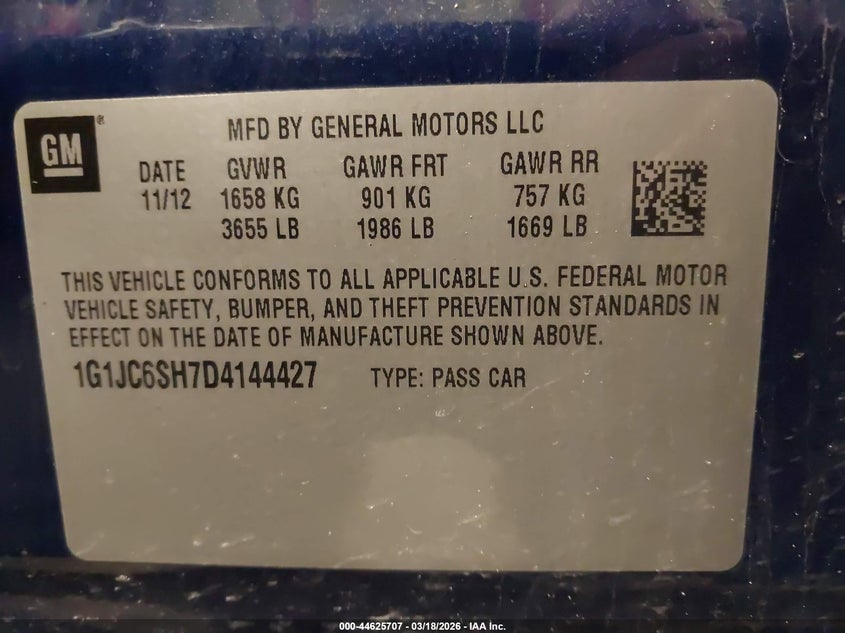 GM®
MFD BY GENERAL MOTORS LLC
DATE GVWR GAWR FRT GAWR RR
11/12 1658 KG 901 KG 757 KG
3655 LB 1986 LB 1669 LB
THIS VEHICLE CONFORMS TO ALL APPLICABLE U.S. FEDERAL MOTOR
VEHICLE SAFETY, BUMPER, AND THEFT PREVENTION STANDARDS IN
EFFECT ON THE DATE OF MANUFACTURE SHOWN ABOVE.
1G1JC6SH7D4144427 TYPE: PASS CAR
000-44625707 - 03/18/2026 - IAA Inc.